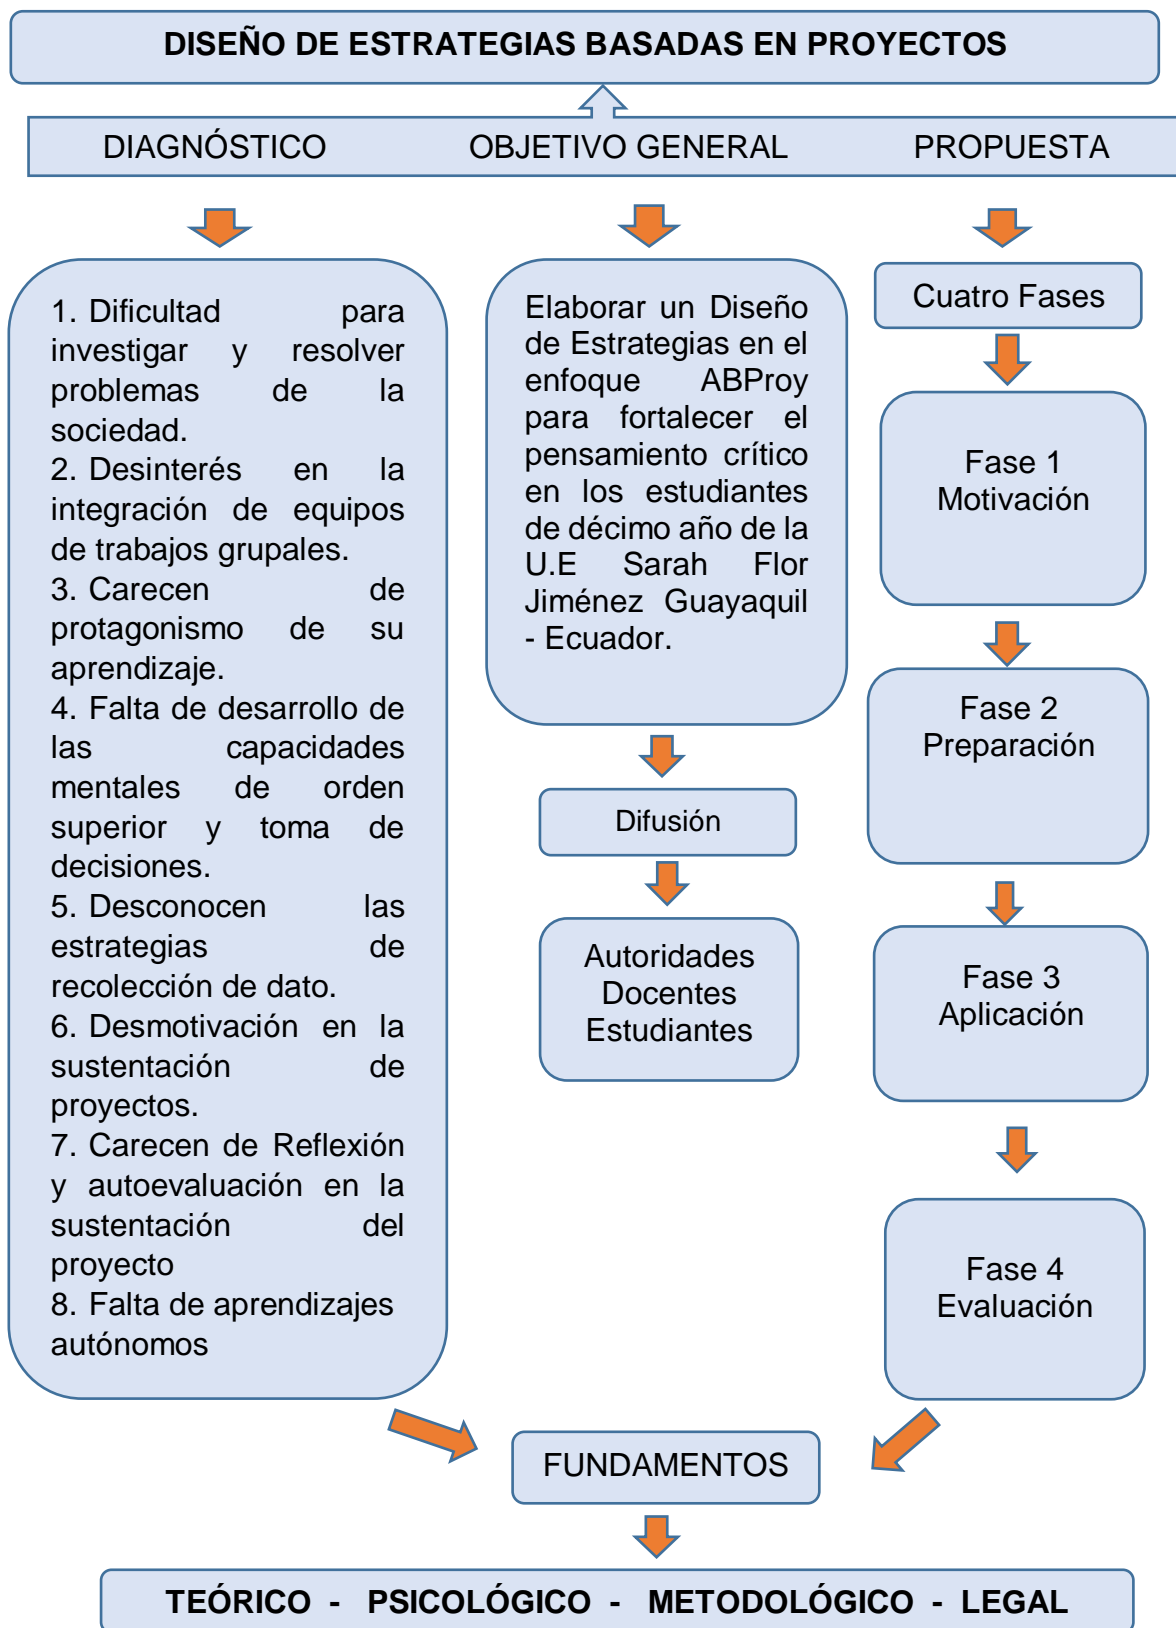 DISEÑO DE ESTRATEGIAS BASADAS EN PROYECTOS
DIAGNÓSTICO OBJETIVO GENERAL PROPUESTA
1. Dificultad para
investigar y resolver
problemas de la
sociedad.
2. Desinterés en la
integración de equipos
de trabajos grupales.
3. Carecen de
protagonismo de su
aprendizaje.
4. Falta de desarrollo de
las capacidades
mentales de orden
superior y toma de
decisiones.
5. Desconocen las
estrategias de
recolección de dato.
6. Desmotivación en la
sustentación de
proyectos.
7. Carecen de Reflexión
y autoevaluación en la
sustentación del
proyecto
8. Falta de aprendizajes
autónomos
Elaborar un Diseño
de Estrategias en el
enfoque ABProy
para fortalecer el
pensamiento crítico
en los estudiantes
de décimo año de la
U.E Sarah Flor
Jiménez Guayaquil
- Ecuador.
Difusión
Autoridades
Docentes
Estudiantes
Cuatro Fases
Fase 1
Motivación
Fase 2
Preparación
Fase 3
Aplicación
Fase 4
Evaluación
FUNDAMENTOS
TEÓRICO - PSICOLÓGICO - METODOLÓGICO - LEGAL